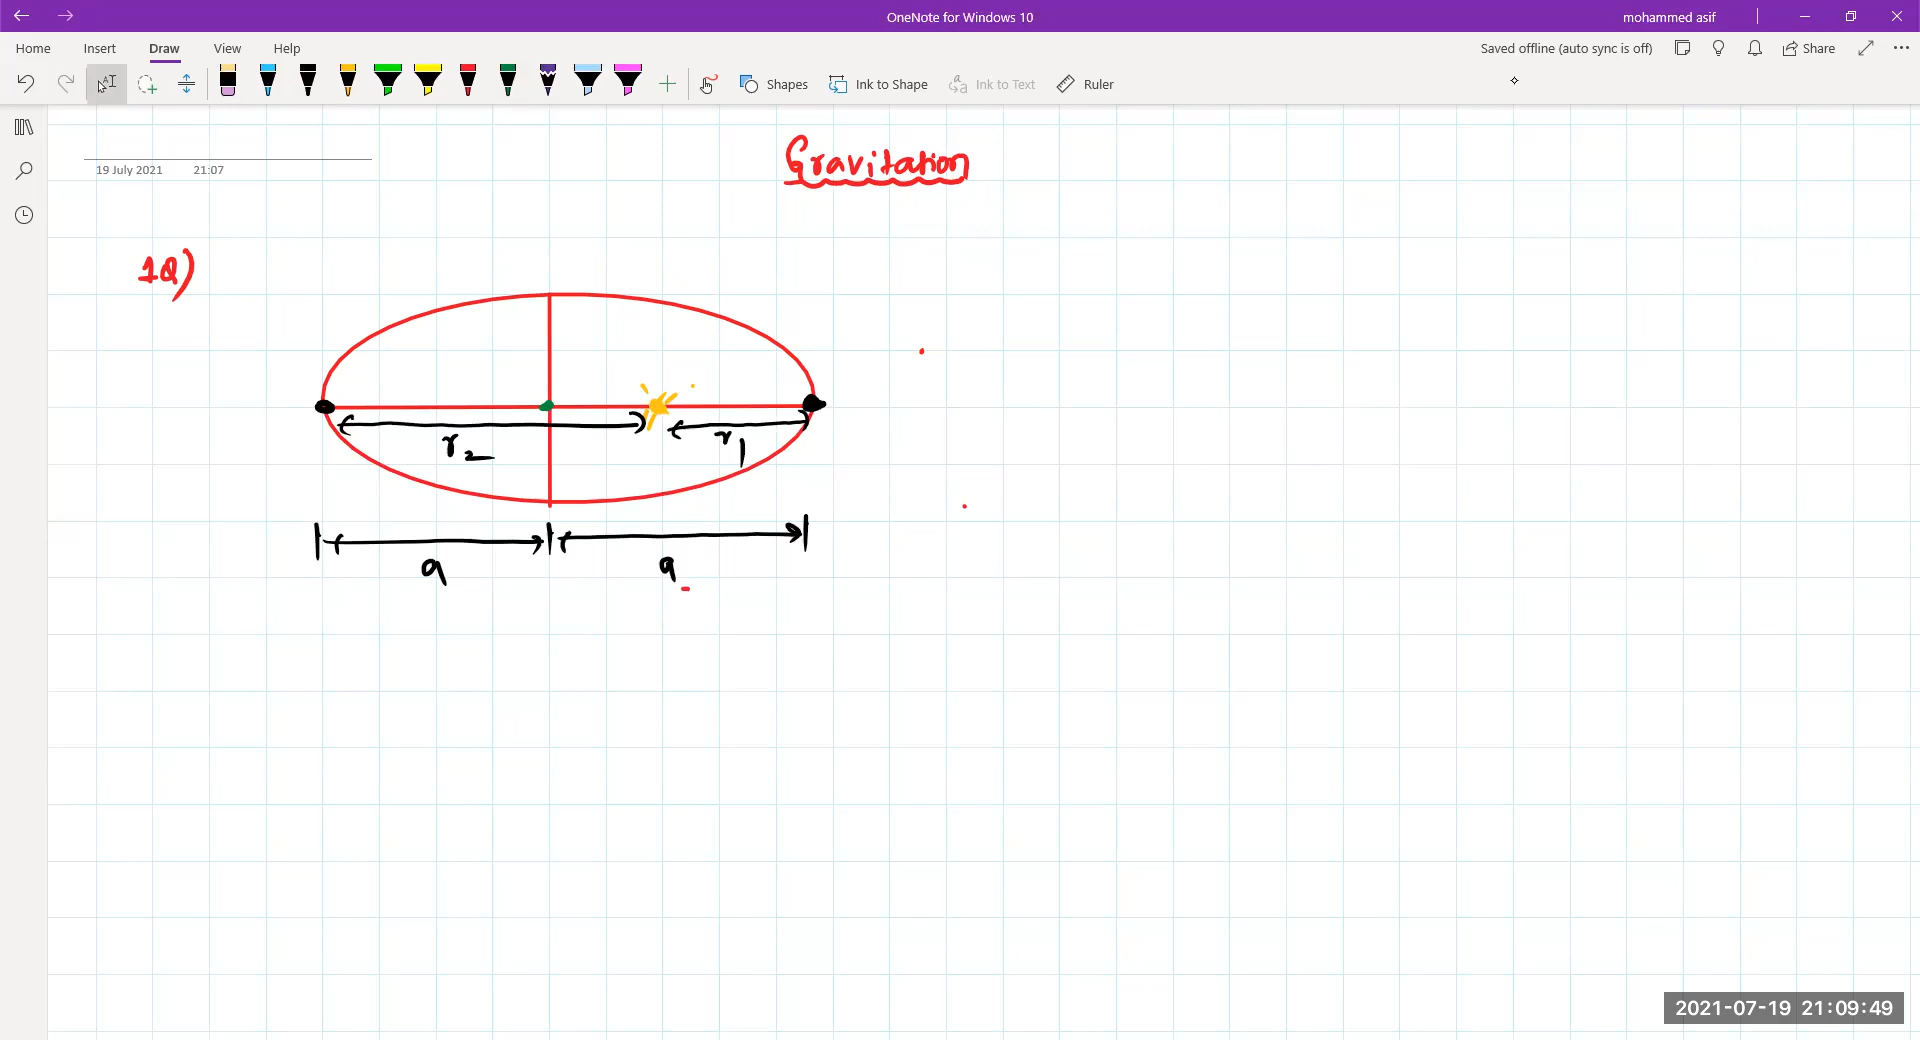 OneNote for Windows 10
mohammed asif
Home Insert Draw View Help
Saved offline (auto sync is off)
Share
Shapes
Ink to Shape
Ink to Text
Ruler
Gravitation
19 July 2021 21:07
1Q)
r2
r1
a
a
2021-07-19 21:09:49